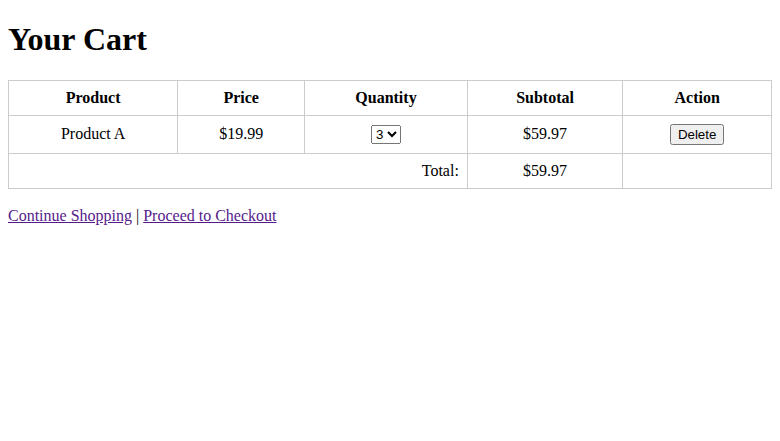 Your Cart
Product Price Quantity Subtotal Action
Product A $19.99 3 $59.97 Delete
Total: $59.97
Continue Shopping | Proceed to Checkout